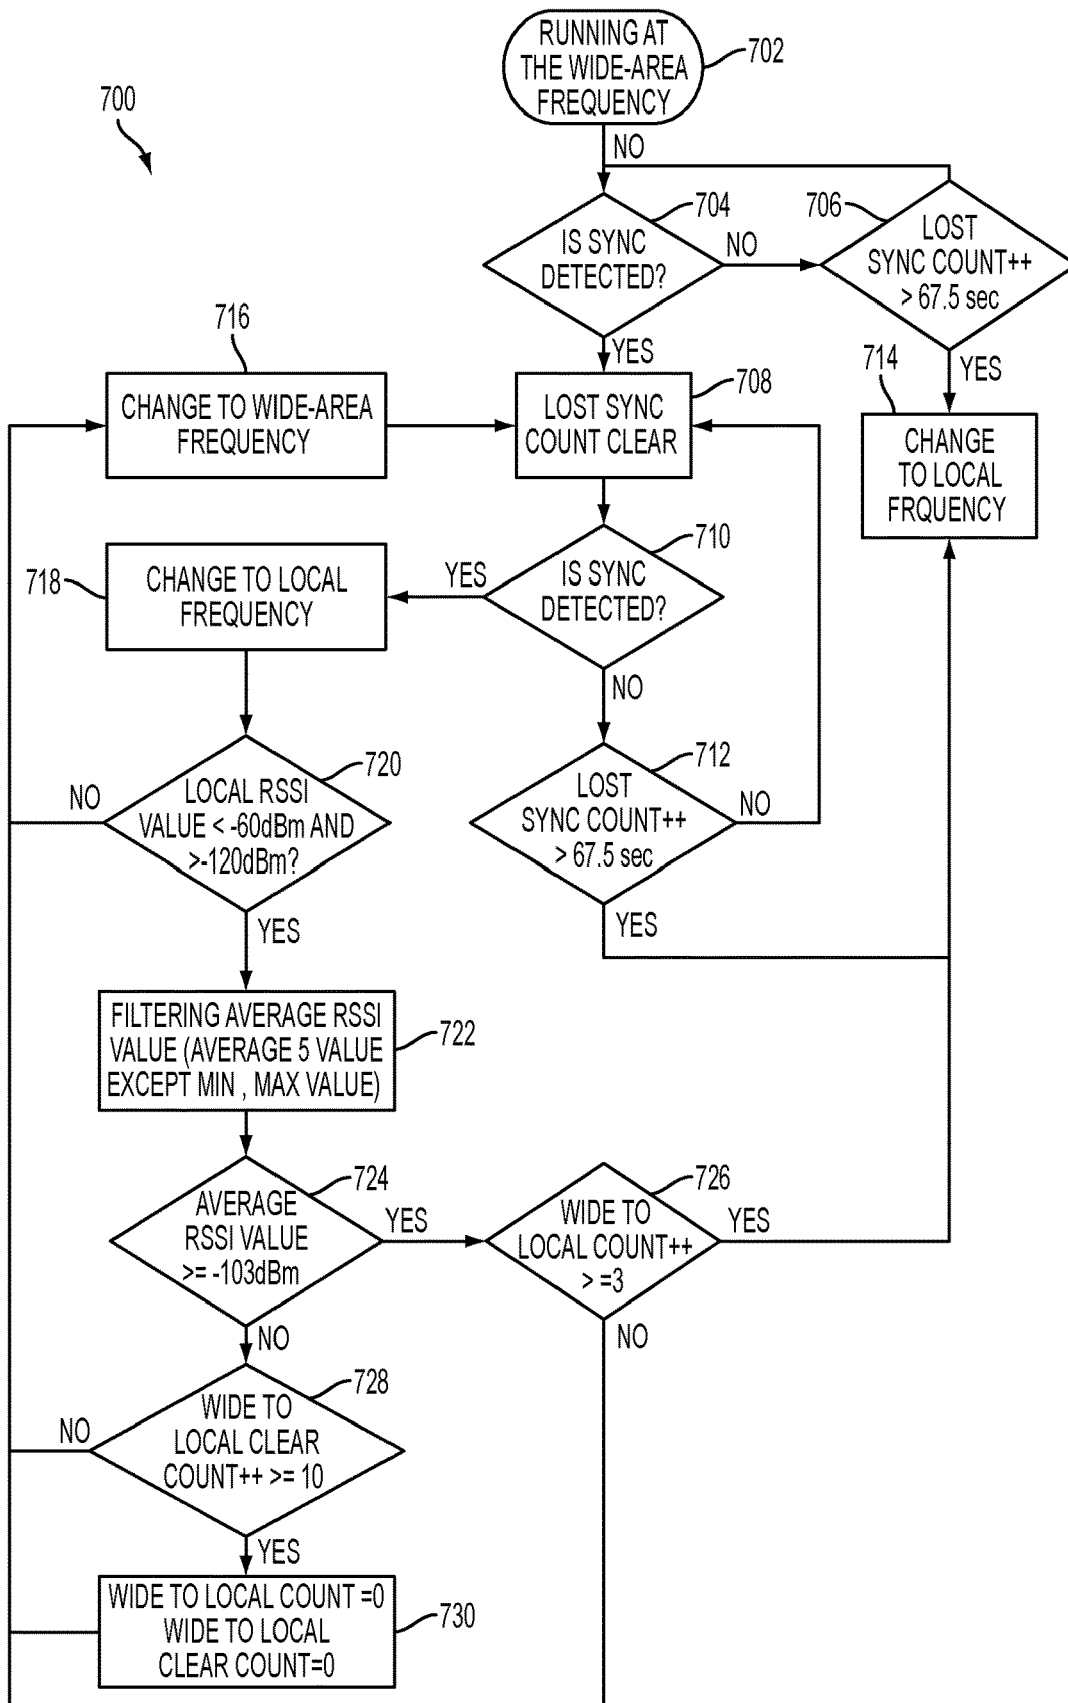 RUNNING AT
THE WIDE-AREA
FREQUENCY
702
700
NO
704
IS SYNC
DETECTED?
NO
706
LOST
SYNC COUNT++
> 67.5 sec
YES
YES
716
CHANGE TO WIDE-AREA
FREQUENCY
708
LOST SYNC
COUNT CLEAR
714
CHANGE
TO LOCAL
FRQUENCY
710
IS SYNC
DETECTED?
YES
718
CHANGE TO LOCAL
FREQUENCY
NO
712
LOST
SYNC COUNT++
> 67.5 sec
NO
YES
720
LOCAL RSSI
VALUE < -60dBm AND
>-120dBm?
NO
YES
FILTERING AVERAGE RSSI
VALUE (AVERAGE 5 VALUE
EXCEPT MIN , MAX VALUE)
722
724
AVERAGE
RSSI VALUE
>= -103dBm
YES
726
WIDE TO
LOCAL COUNT++
> =3
YES
NO
NO
728
WIDE TO
LOCAL CLEAR
COUNT++ >= 10
NO
YES
WIDE TO LOCAL COUNT =0
WIDE TO LOCAL
CLEAR COUNT=0
730